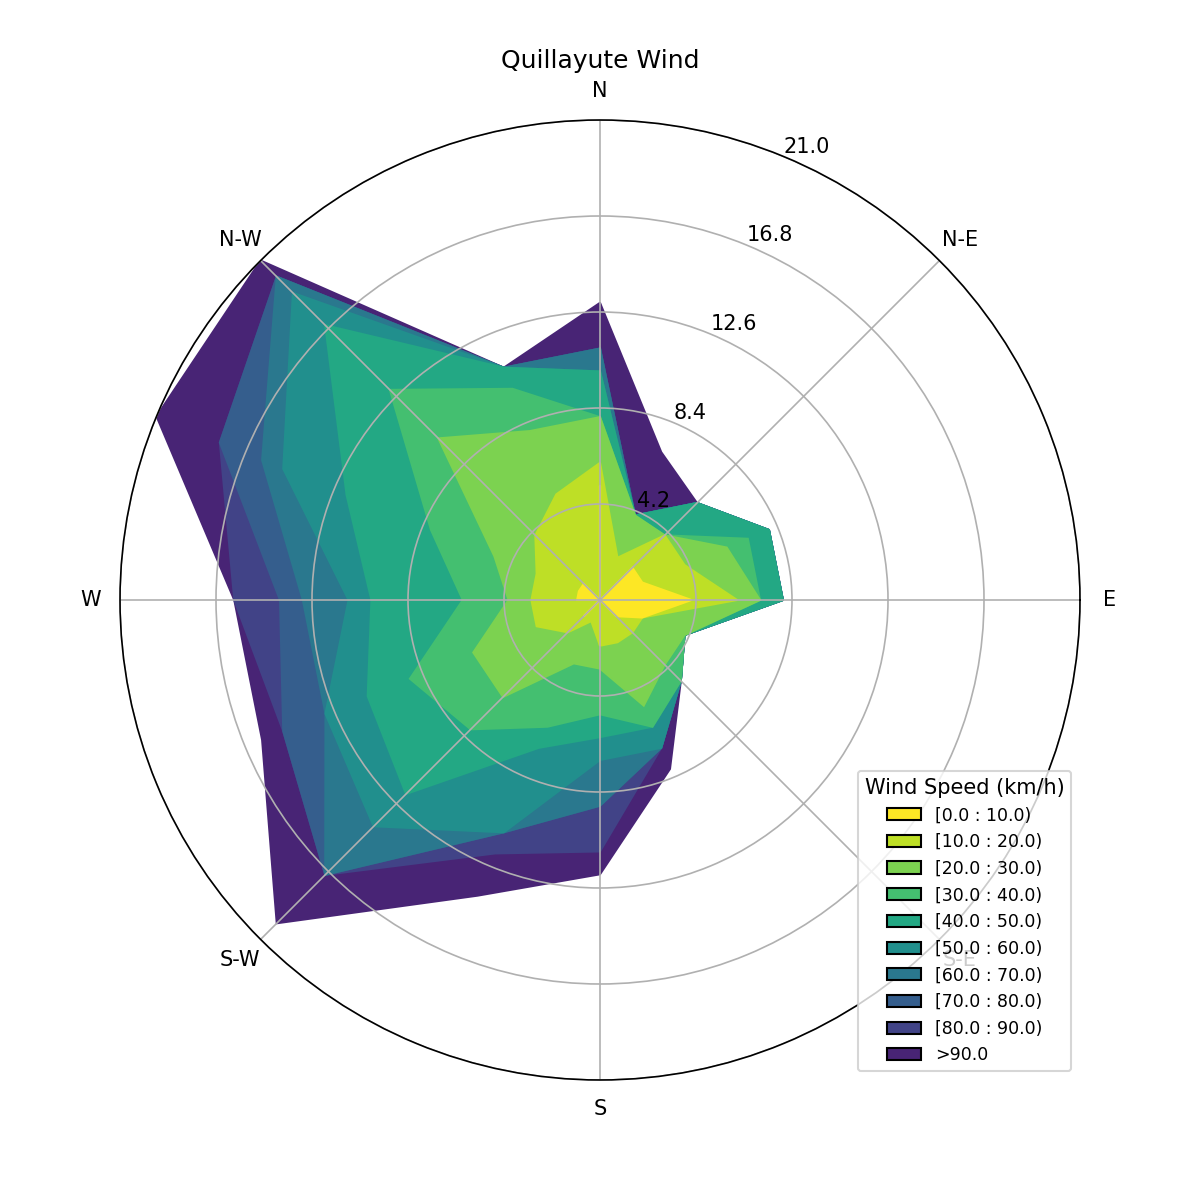 Quillayute Wind
N
21.0
16.8
N-W
N-E
12.6
8.4
4.2
W
E
Wind Speed (km/h)
[0.0 : 10.0)
[10.0 : 20.0)
[20.0 : 30.0)
[30.0 : 40.0)
[40.0 : 50.0)
[50.0 : 60.0)
[60.0 : 70.0)
[70.0 : 80.0)
[80.0 : 90.0)
>90.0
S-W
S-E
S